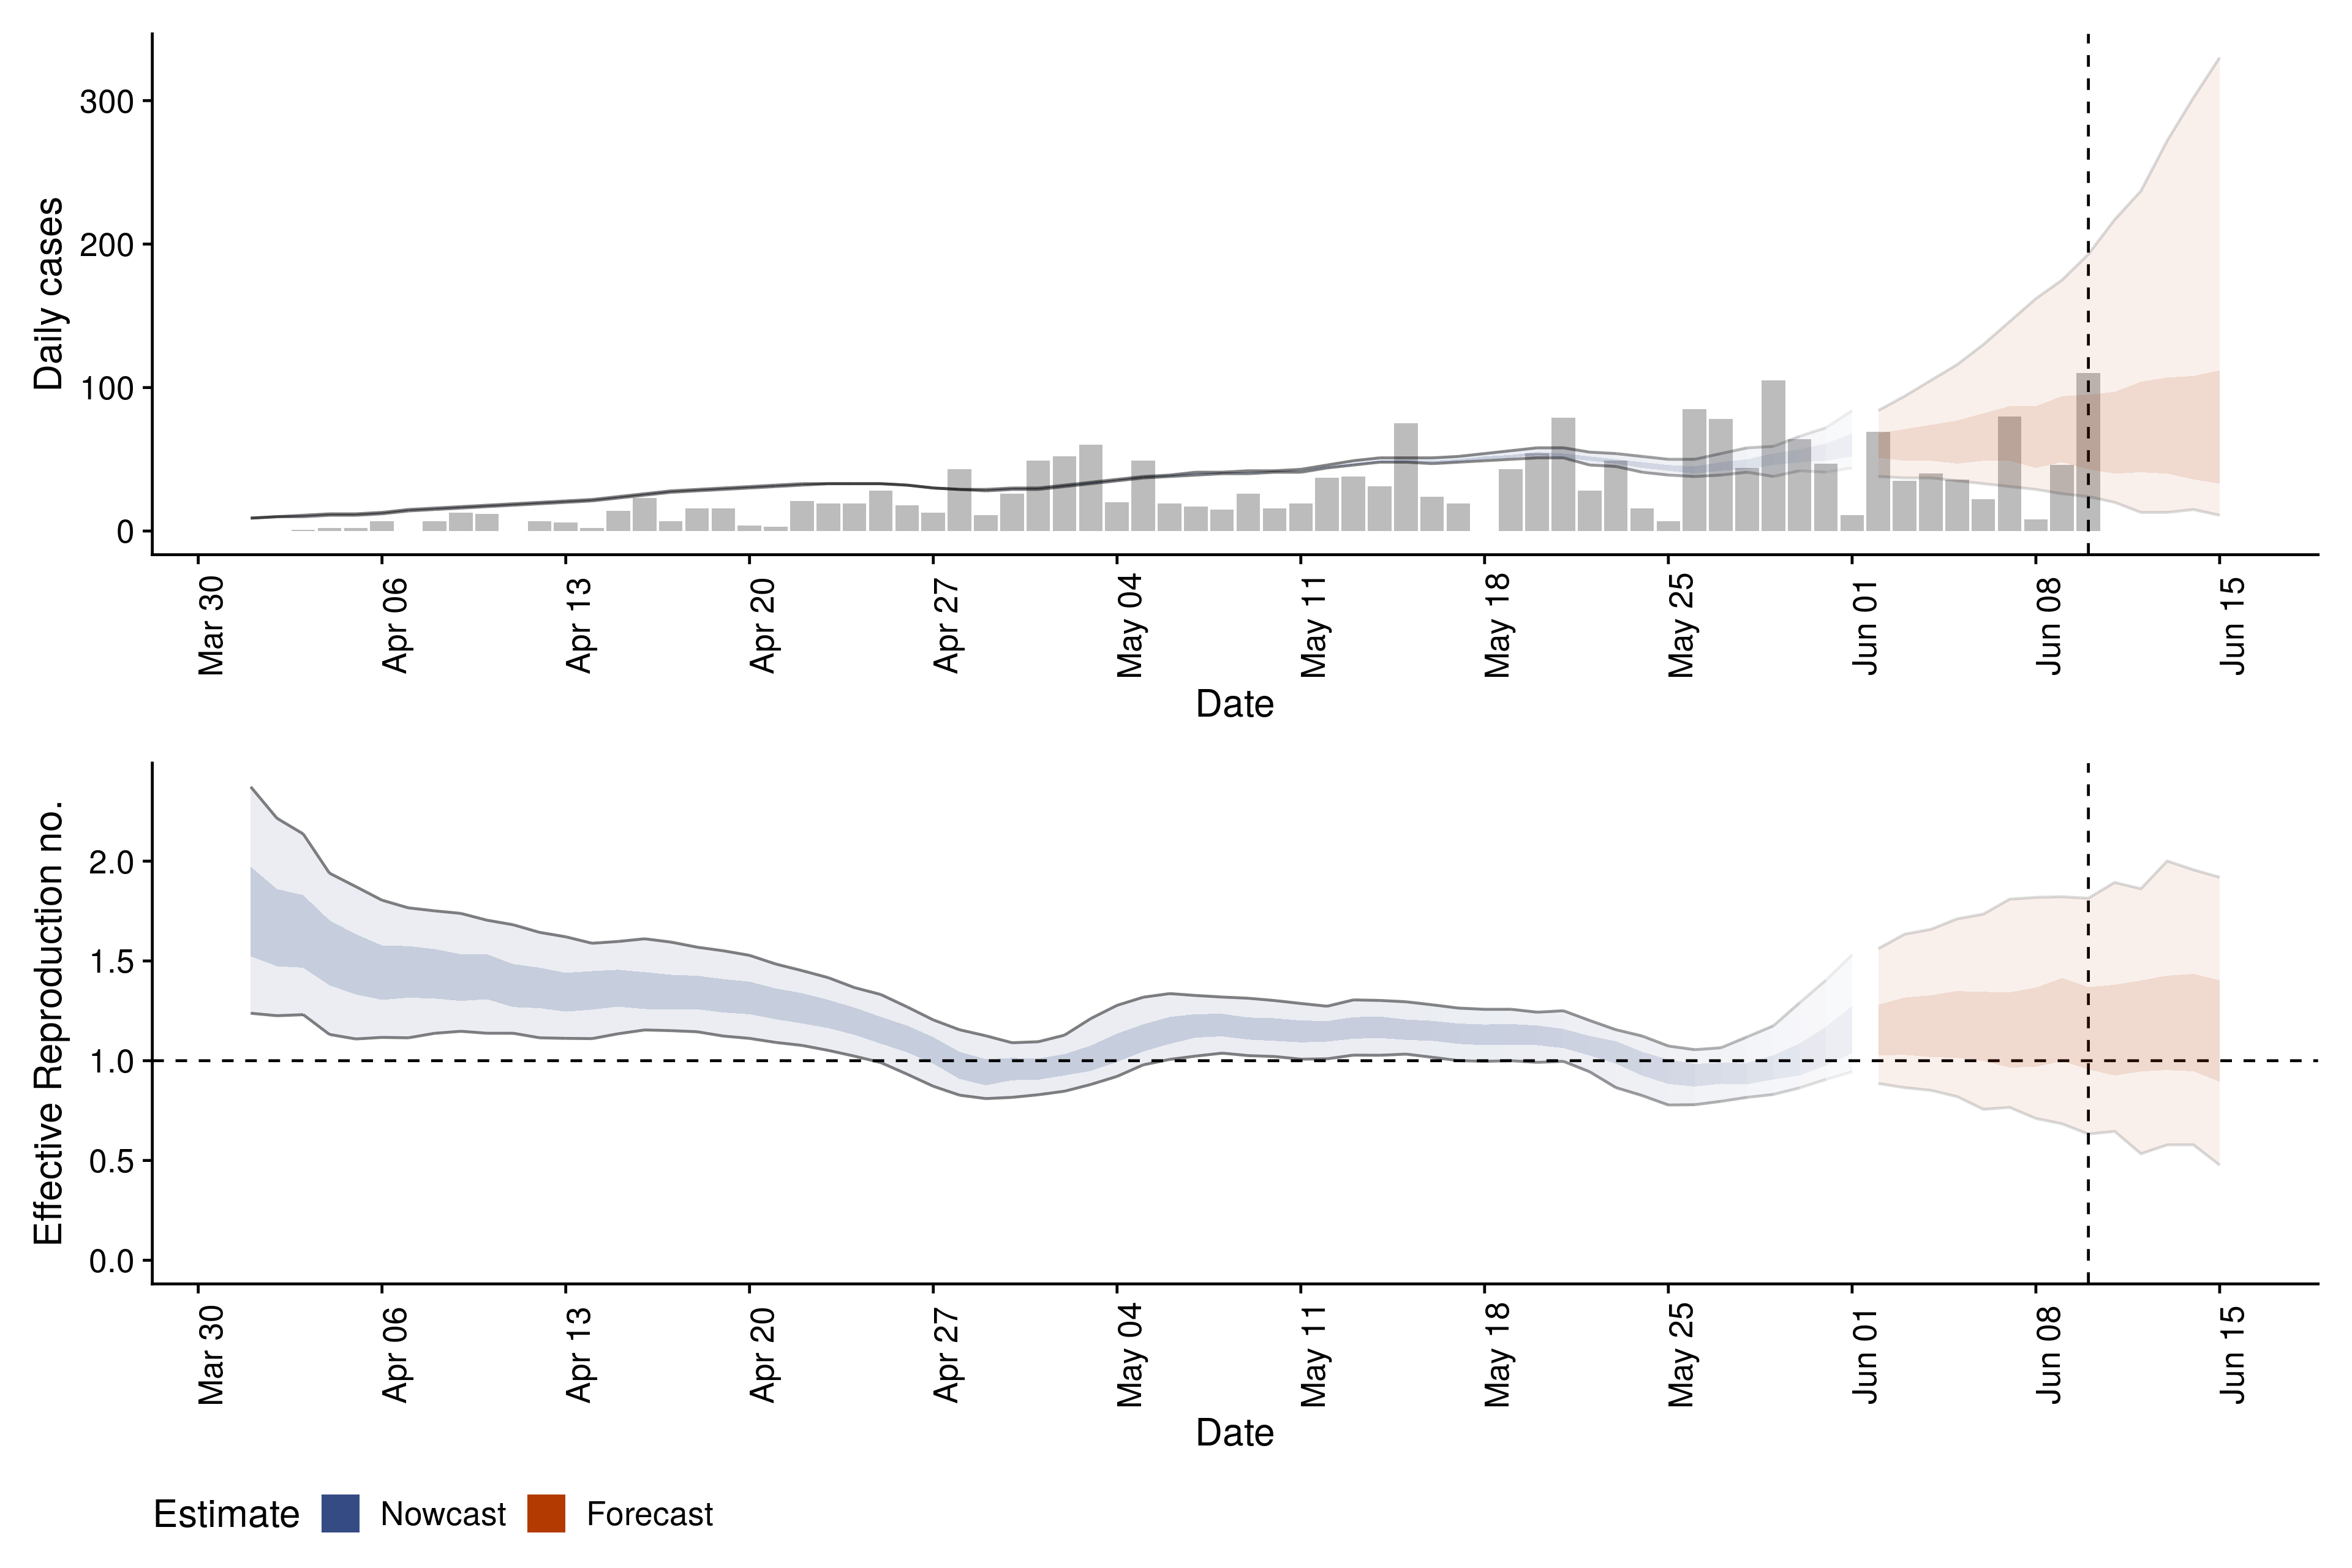 Daily cases
300
200
100
0
Mar 30
Apr 06
Apr 13
Apr 20
Apr 27
May 04
May 11
May 18
May 25
Jun 01
Jun 08
Jun 15
Date
Effective Reproduction no.
2.0
1.5
1.0
0.5
0.0
Mar 30
Apr 06
Apr 13
Apr 20
Apr 27
May 04
May 11
May 18
May 25
Jun 01
Jun 08
Jun 15
Date
Estimate Nowcast Forecast